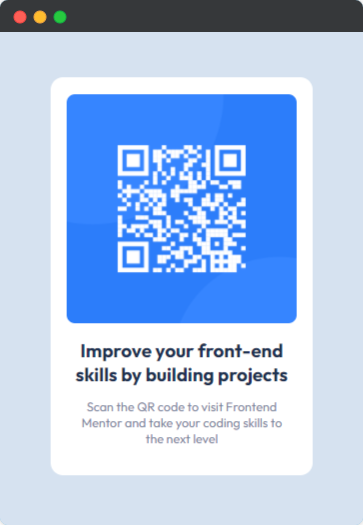 Improve your front-end
skills by building projects
Scan the QR code to visit Frontend
Mentor and take your coding skills to
the next level